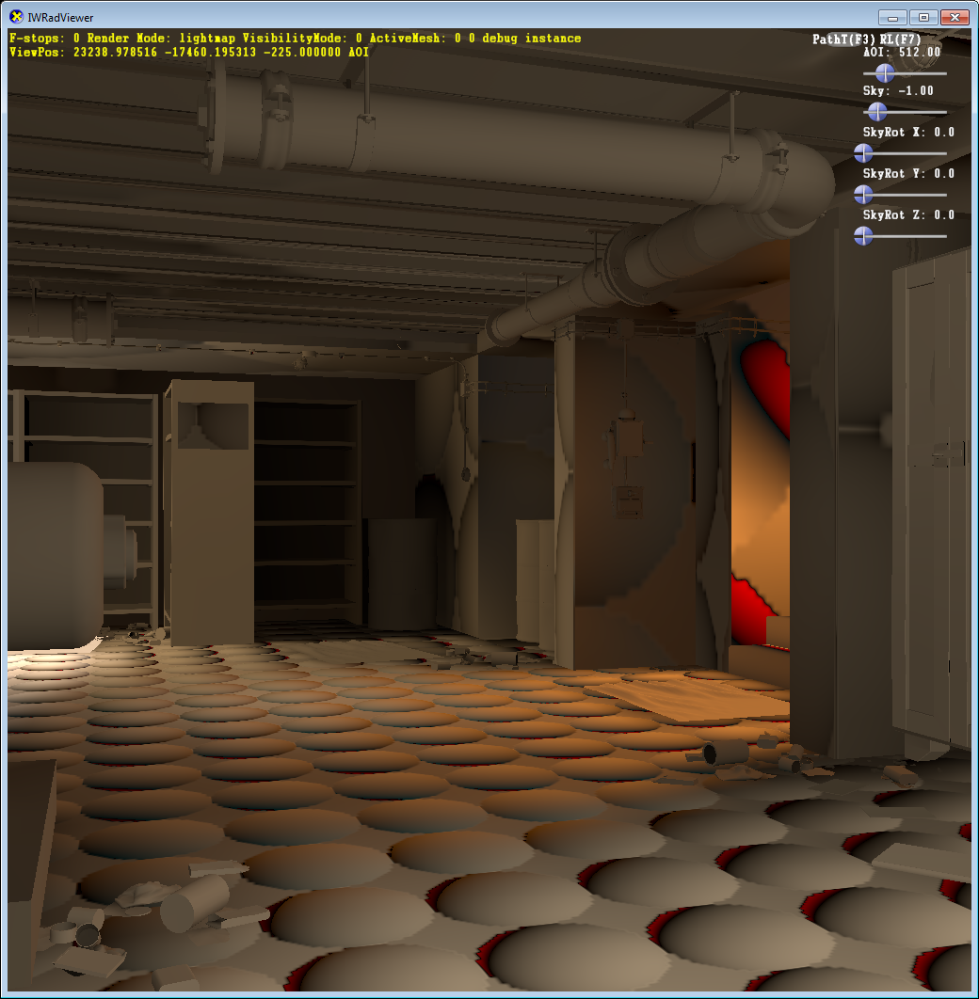 IWRadViewer
F-stops: 0 Render Mode: lightmap VisibilityMode: 0 ActiveMesh: 0 0 debug instance
ViewPos: 23238.978516 -17460.195313 -225.000000 AOI
PathT(F3) RL(F7)
AOI: 512.00
Sky: -1.00
SkyRot X: 0.0
SkyRot Y: 0.0
SkyRot Z: 0.0